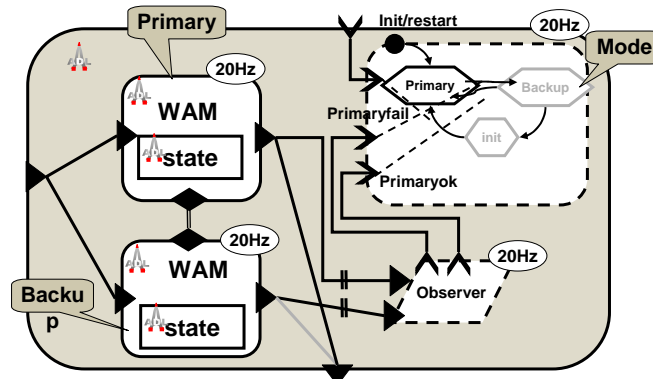 Primary
Init/restart
20Hz
Mode
20Hz
WAM
state
Primary
Backup
Primaryfail
init
Primaryok
20Hz
WAM
20Hz
Observer
Backu
p
state